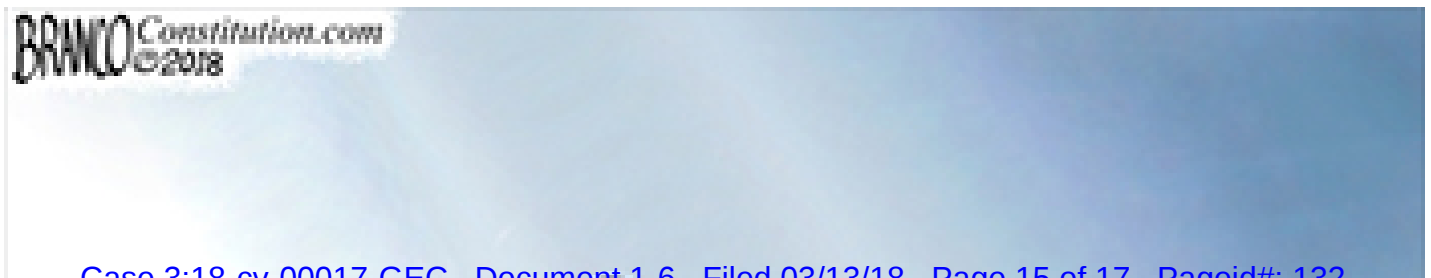 BRANCO Constitution.com
©2018
Case 3:18-cv-00017-GEC Document 1-6 Filed 03/13/18 Page 15 of 17 Pageid#: 132